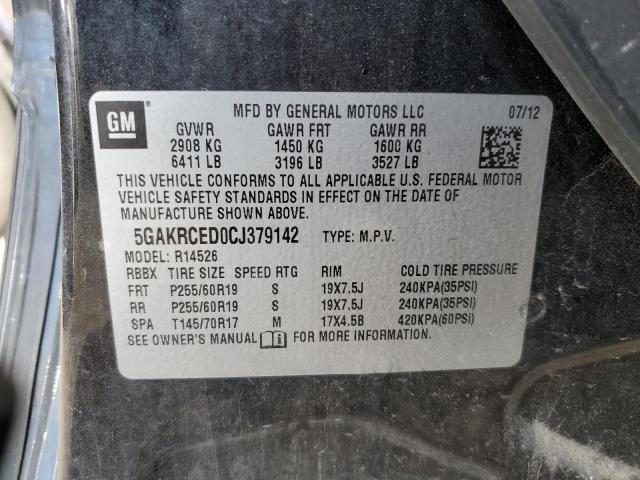 GM ® MFD BY GENERAL MOTORS LLC 07/12
GVWR GAWR FRT GAWR RR
2908 KG 1450 KG 1600 KG
6411 LB 3196 LB 3527 LB
THIS VEHICLE CONFORMS TO ALL APPLICABLE U.S. FEDERAL MOTOR
VEHICLE SAFETY STANDARDS IN EFFECT ON THE DATE OF
MANUFACTURE SHOWN ABOVE.
5GAKRCED0CJ379142 TYPE: M.P.V.
MODEL: R14526
RBBX TIRE SIZE SPEED RTG RIM COLD TIRE PRESSURE
FRT P255/60R19 S 19X7.5J 240KPA(35PSI)
RR P255/60R19 S 19X7.5J 240KPA(35PSI)
SPA T145/70R17 M 17X4.5B 420KPA(60PSI)
SEE OWNER'S MANUAL FOR MORE INFORMATION.